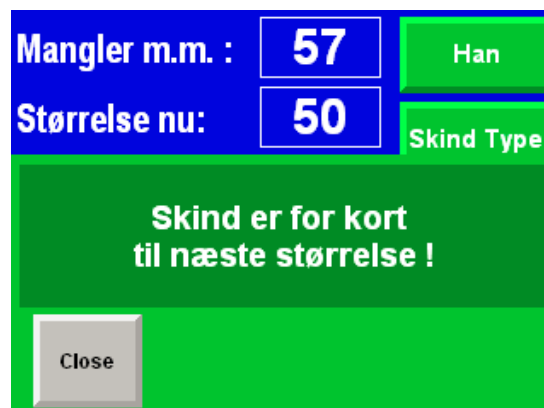 Mangler m.m. : 57 Han
Størrelse nu: 50 Skind Type
Skind er for kort
til næste størrelse !
Close